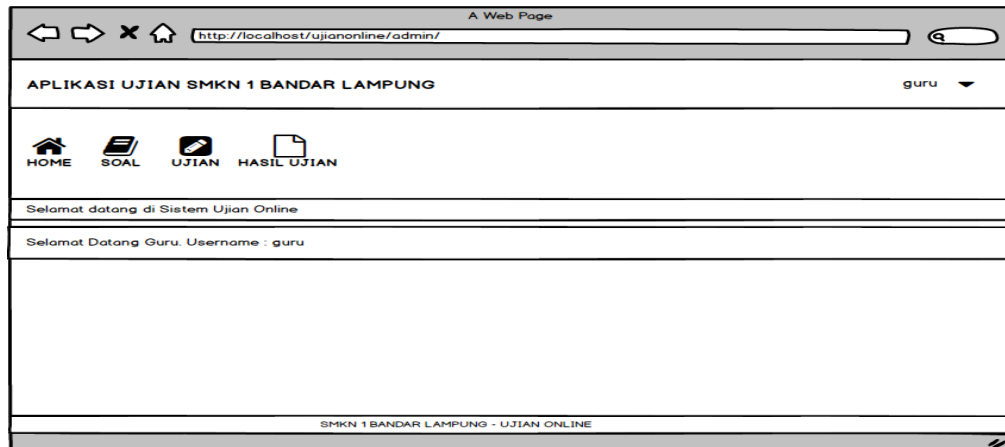 A Web Page
http://localhost/ujianonline/admin/
APLIKASI UJIAN SMKN 1 BANDAR LAMPUNG
guru
HOME SOAL UJIAN HASIL UJIAN
Selamat datang di Sistem Ujian Online
Selamat Datang Guru. Username : guru
SMKN 1 BANDAR LAMPUNG - UJIAN ONLINE